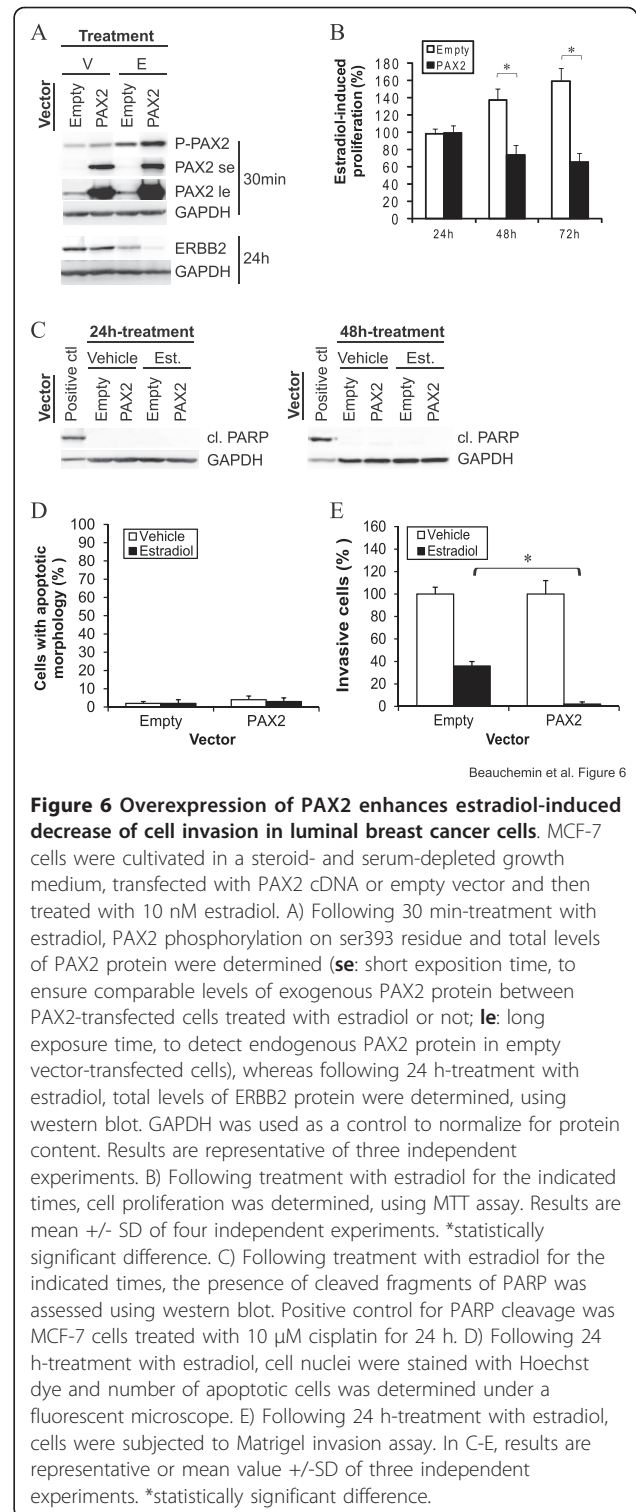 A
Treatment
V E
Vector
Empty PAX2 Empty PAX2
P-PAX2
PAX2 se
PAX2 le
GAPDH
30min
ERBB2
GAPDH
24h
B
Estradiol-induced
proliferation (%)
180
160
140
120
100
80
60
40
20
0
Empty
PAX2
*
*
24h 48h 72h
C
24h-treatment
Vehicle Est.
Vector
Positive ctl Empty PAX2 Empty PAX2
cl. PARP
GAPDH
48h-treatment
Vehicle Est.
Vector
Positive ctl Empty PAX2 Empty PAX2
cl. PARP
GAPDH
D
Cells with apoptotic
morphology (%)
100
90
80
70
60
50
40
30
20
10
0
Vehicle
Estradiol
Empty PAX2
Vector
E
Invasive cells (%)
160
140
120
100
80
60
40
20
0
Vehicle
Estradiol
*
Empty PAX2
Vector
Beauchemin et al. Figure 6
Figure 6 Overexpression of PAX2 enhances estradiol-induced
decrease of cell invasion in luminal breast cancer cells. MCF-7
cells were cultivated in a steroid- and serum-depleted growth
medium, transfected with PAX2 cDNA or empty vector and then
treated with 10 nM estradiol. A) Following 30 min-treatment with
estradiol, PAX2 phosphorylation on ser393 residue and total levels
of PAX2 protein were determined (se: short exposition time, to
ensure comparable levels of exogenous PAX2 protein between
PAX2-transfected cells treated with estradiol or not; le: long
exposure time, to detect endogenous PAX2 protein in empty
vector-transfected cells), whereas following 24 h-treatment with
estradiol, total levels of ERBB2 protein were determined, using
western blot. GAPDH was used as a control to normalize for protein
content. Results are representative of three independent
experiments. B) Following treatment with estradiol for the indicated
times, cell proliferation was determined, using MTT assay. Results are
mean +/- SD of four independent experiments. *statistically
significant difference. C) Following treatment with estradiol for the
indicated times, the presence of cleaved fragments of PARP was
assessed using western blot. Positive control for PARP cleavage was
MCF-7 cells treated with 10 μM cisplatin for 24 h. D) Following 24
h-treatment with estradiol, cell nuclei were stained with Hoechst
dye and number of apoptotic cells was determined under a
fluorescent microscope. E) Following 24 h-treatment with estradiol,
cells were subjected to Matrigel invasion assay. In C-E, results are
representative or mean value +/-SD of three independent
experiments. *statistically significant difference.